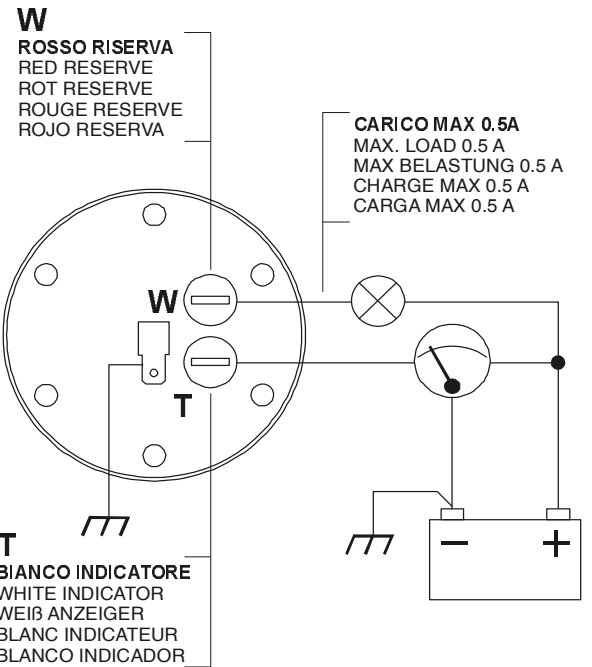 W
ROSSO RISERVA
RED RESERVE
ROT RESERVE
ROUGE RESERVE
ROJO RESERVA
CARICO MAX 0.5A
MAX. LOAD 0.5 A
MAX BELASTUNG 0.5 A
CHARGE MAX 0.5 A
CARGA MAX 0.5 A
W
T
− +
T
BIANCO INDICATORE
WHITE INDICATOR
WEIß ANZEIGER
BLANC INDICATEUR
BLANCO INDICADOR